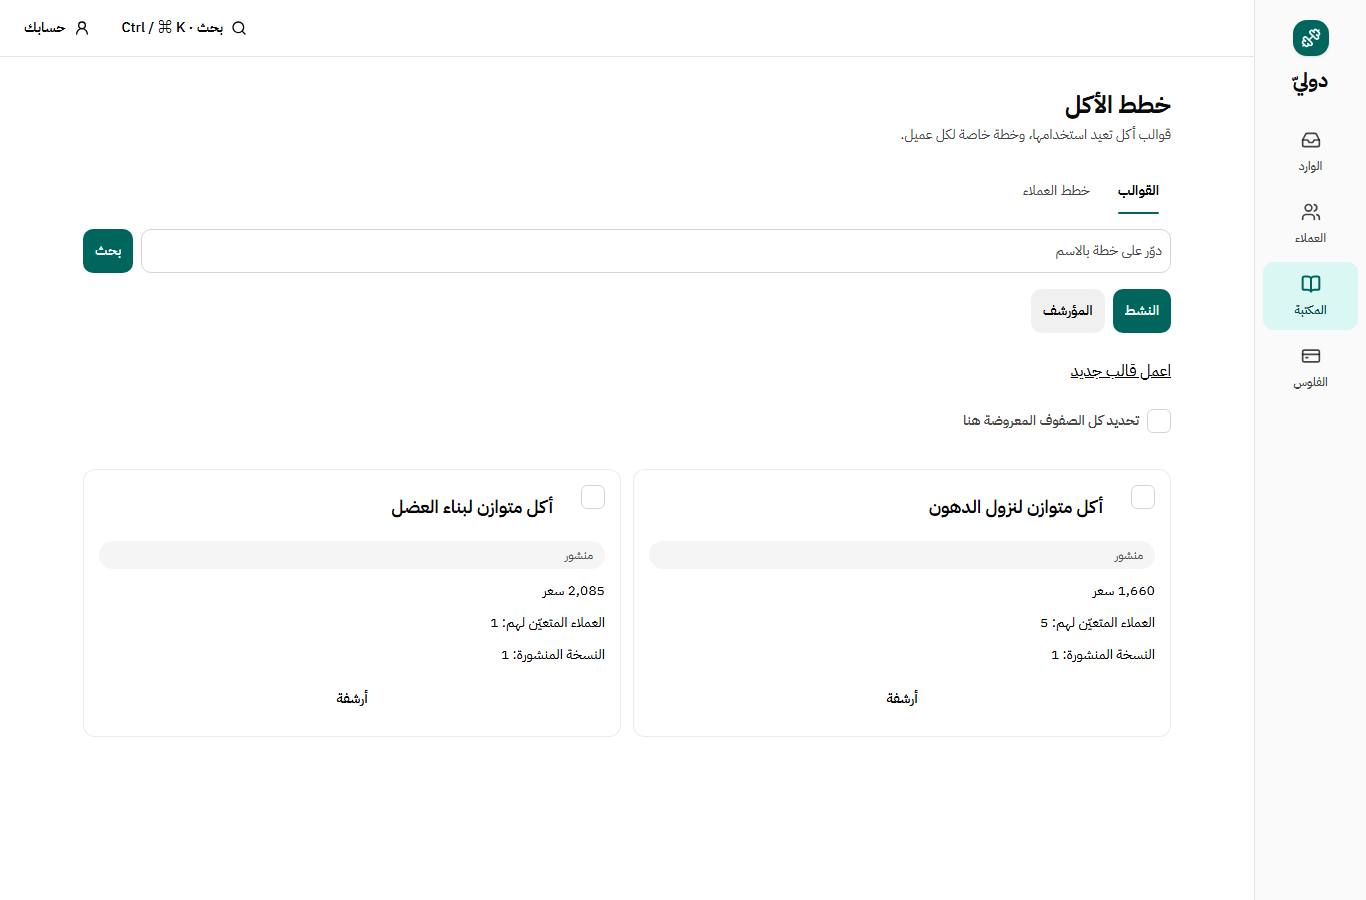 دوليّ
الوارد
العملاء
المكتبة
الفلوس
بحث · Ctrl / ⌘ K
حسابك
خطط الأكل
قوالب أكل تعيد استخدامها، وخطة خاصة لكل عميل.
القوالب
خطط العملاء
دوّر على خطة بالاسم
بحث
النشط
المؤرشف
اعمل قالب جديد
تحديد كل الصفوف المعروضة هنا
أكل متوازن لنزول الدهون
منشور
1,660 سعر
العملاء المتعيّن لهم: 5
النسخة المنشورة: 1
أرشفة
أكل متوازن لبناء العضل
منشور
2,085 سعر
العملاء المتعيّن لهم: 1
النسخة المنشورة: 1
أرشفة